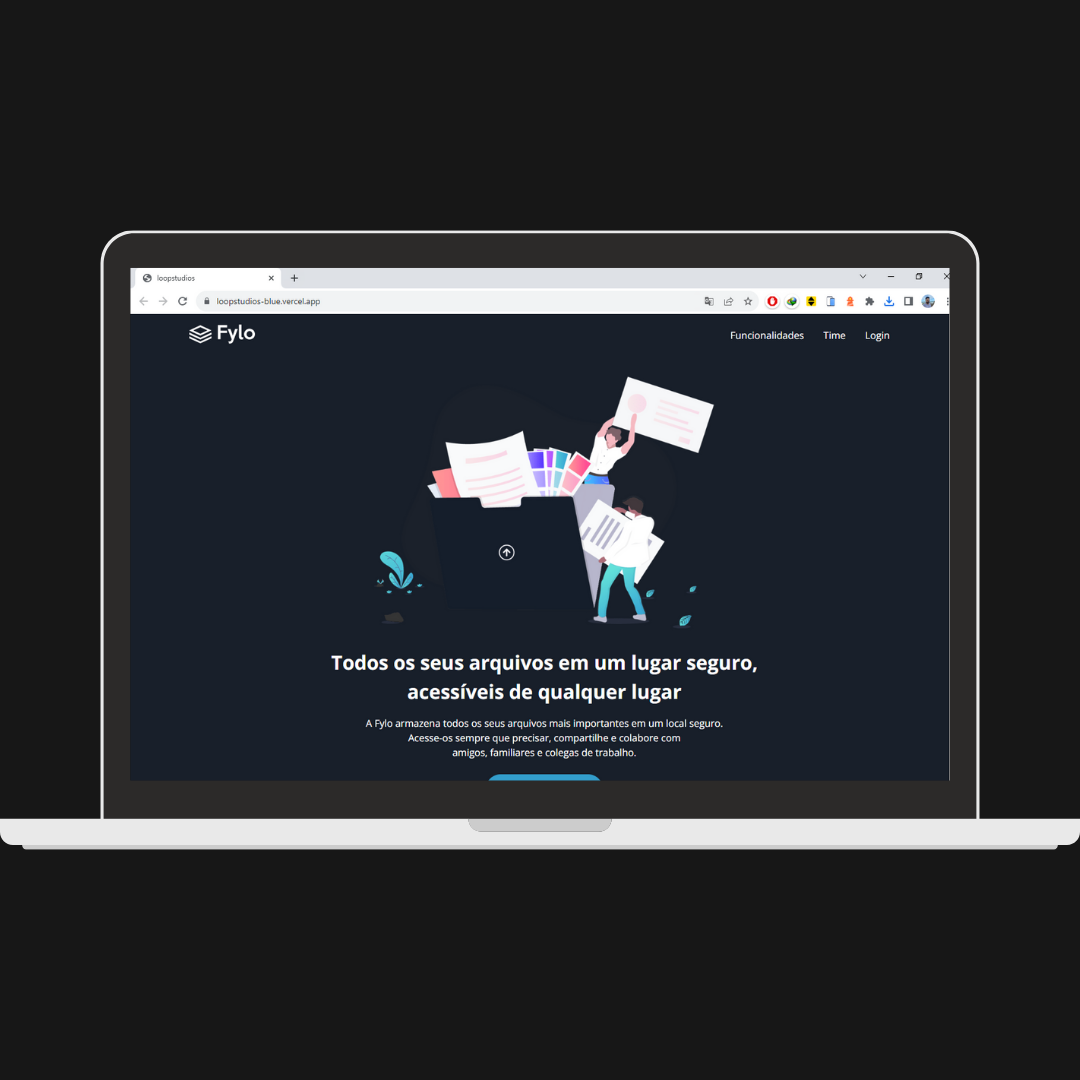 loopstudios
loopstudios-blue.vercel.app
Fylo
Funcionalidades
Time
Login
Todos os seus arquivos em um lugar seguro,
acessíveis de qualquer lugar
A Fylo armazena todos os seus arquivos mais importantes em um local seguro.
Acesse-os sempre que precisar, compartilhe e colabore com
amigos, familiares e colegas de trabalho.